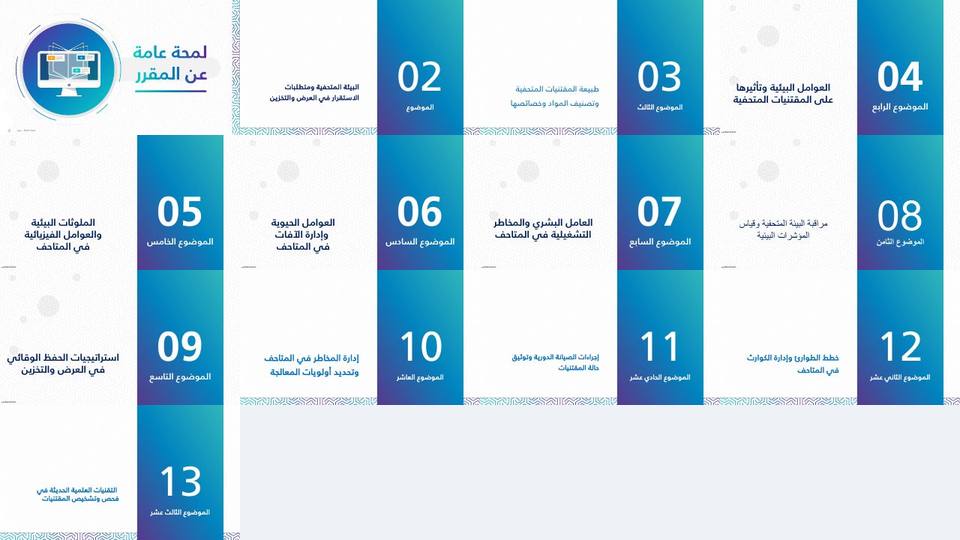 لمحة عامة
عن المقرر
02
الموضوع
البيئة المتحفية ومتطلبات
الاستقرار في العرض والتخزين
03
الموضوع الثالث
طبيعة المقتنيات المتحفية
وتصنيف المواد وخصائصها
04
الموضوع الرابع
العوامل البيئية وتأثيرها
على المقتنيات المتحفية
05
الموضوع الخامس
الملوثات البيئية
والعوامل الفيزيائية
في المتاحف
06
الموضوع السادس
العوامل الحيوية
وإدارة الآفات
في المتاحف
07
الموضوع السابع
العامل البشري والمخاطر
التشغيلية في المتاحف
08
الموضوع الثامن
مراقبة البيئة المتحفية وقياس
المؤشرات البيئية
09
الموضوع التاسع
استراتيجيات الحفظ الوقائي
في العرض والتخزين
10
الموضوع العاشر
إدارة المخاطر في المتاحف
وتحديد أولويات المعالجة
11
الموضوع الحادي عشر
إجراءات الصيانة الدورية وتوثيق
حالة المقتنيات
12
الموضوع الثاني عشر
خطط الطوارئ وإدارة الكوارث
في المتاحف
13
الموضوع الثالث عشر
التقنيات العلمية الحديثة في
فحص وتشخيص المقتنيات